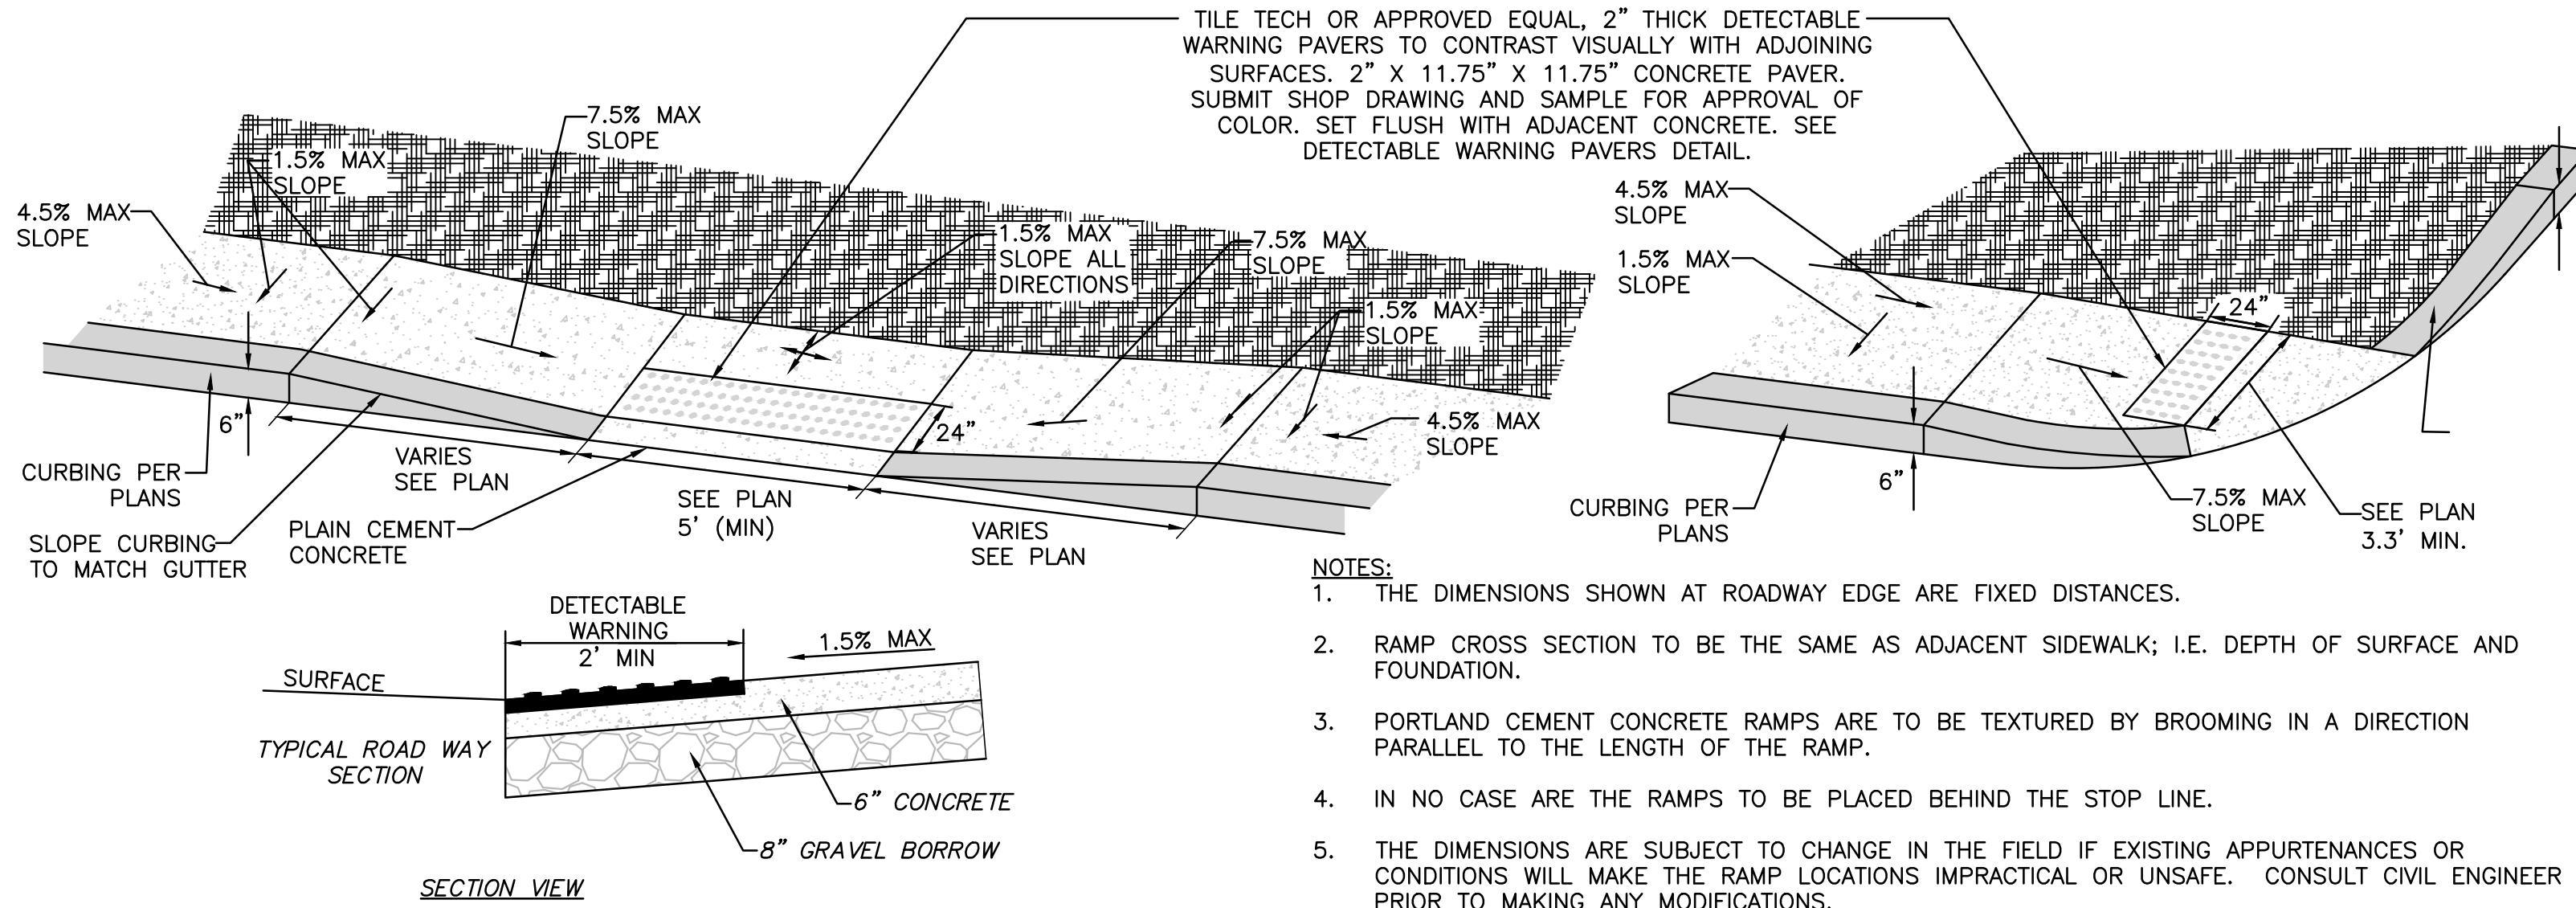 TILE TECH OR APPROVED EQUAL, 2" THICK DETECTABLE
WARNING PAVERS TO CONTRAST VISUALLY WITH ADJOINING
SURFACES. 2" X 11.75" X 11.75" CONCRETE PAVER.
SUBMIT SHOP DRAWING AND SAMPLE FOR APPROVAL OF
COLOR. SET FLUSH WITH ADJACENT CONCRETE. SEE
DETECTABLE WARNING PAVERS DETAIL.
7.5% MAX
SLOPE
1.5% MAX
SLOPE
4.5% MAX
SLOPE
1.5% MAX
SLOPE ALL
DIRECTIONS
7.5% MAX
SLOPE
1.5% MAX
SLOPE
4.5% MAX
SLOPE
24"
6"
CURBING PER
PLANS
SLOPE CURBING
TO MATCH GUTTER
VARIES
SEE PLAN
PLAIN CEMENT
CONCRETE
SEE PLAN
5' (MIN)
VARIES
SEE PLAN
4.5% MAX
SLOPE
1.5% MAX
SLOPE
24"
6"
CURBING PER
PLANS
7.5% MAX
SLOPE
SEE PLAN
3.3' MIN.
DETECTABLE
WARNING
2' MIN
1.5% MAX
SURFACE
TYPICAL ROAD WAY
SECTION
6" CONCRETE
8" GRAVEL BORROW
SECTION VIEW
NOTES:
1. THE DIMENSIONS SHOWN AT ROADWAY EDGE ARE FIXED DISTANCES.
2. RAMP CROSS SECTION TO BE THE SAME AS ADJACENT SIDEWALK; I.E. DEPTH OF SURFACE AND
FOUNDATION.
3. PORTLAND CEMENT CONCRETE RAMPS ARE TO BE TEXTURED BY BROOMING IN A DIRECTION
PARALLEL TO THE LENGTH OF THE RAMP.
4. IN NO CASE ARE THE RAMPS TO BE PLACED BEHIND THE STOP LINE.
5. THE DIMENSIONS ARE SUBJECT TO CHANGE IN THE FIELD IF EXISTING APPURTENANCES OR
CONDITIONS WILL MAKE THE RAMP LOCATIONS IMPRACTICAL OR UNSAFE. CONSULT CIVIL ENGINEER
PRIOR TO MAKING ANY MODIFICATIONS.